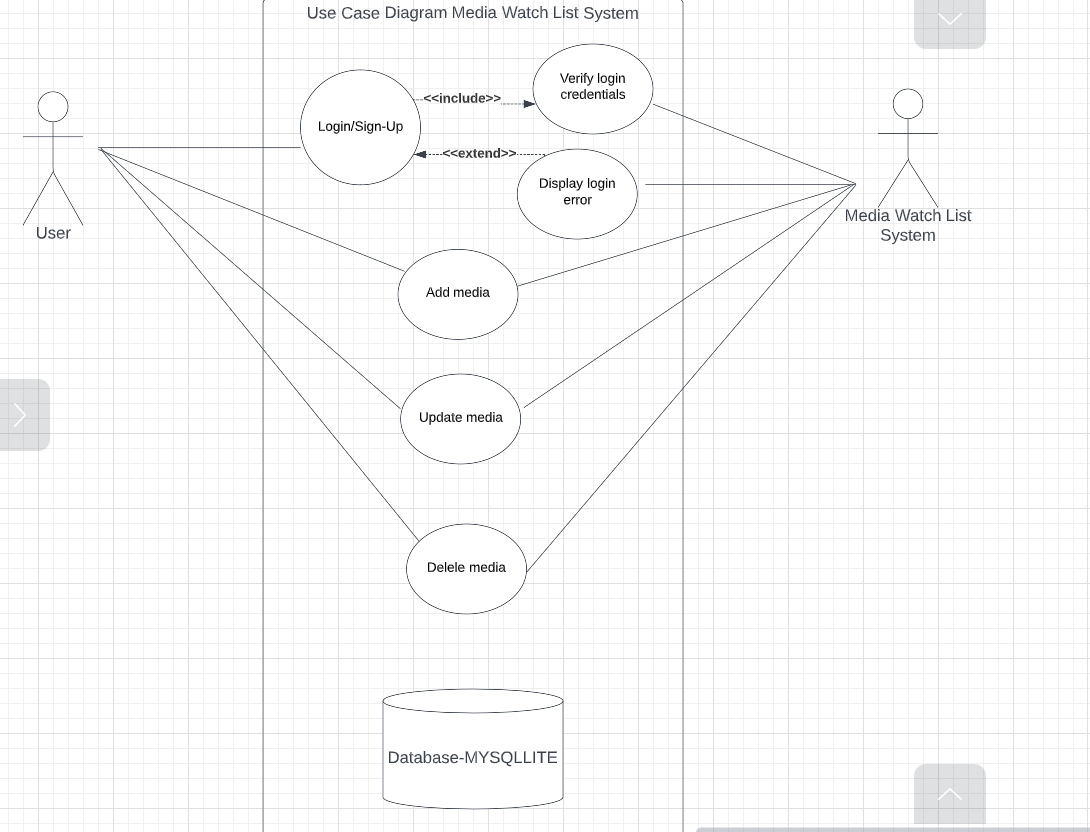 Use Case Diagram Media Watch List System
Login/Sign-Up
<<include>>
Verify login
credentials
<<extend>>
Display login
error
User
Media Watch List
System
Add media
Update media
Delele media
Database-MYSQLLITE